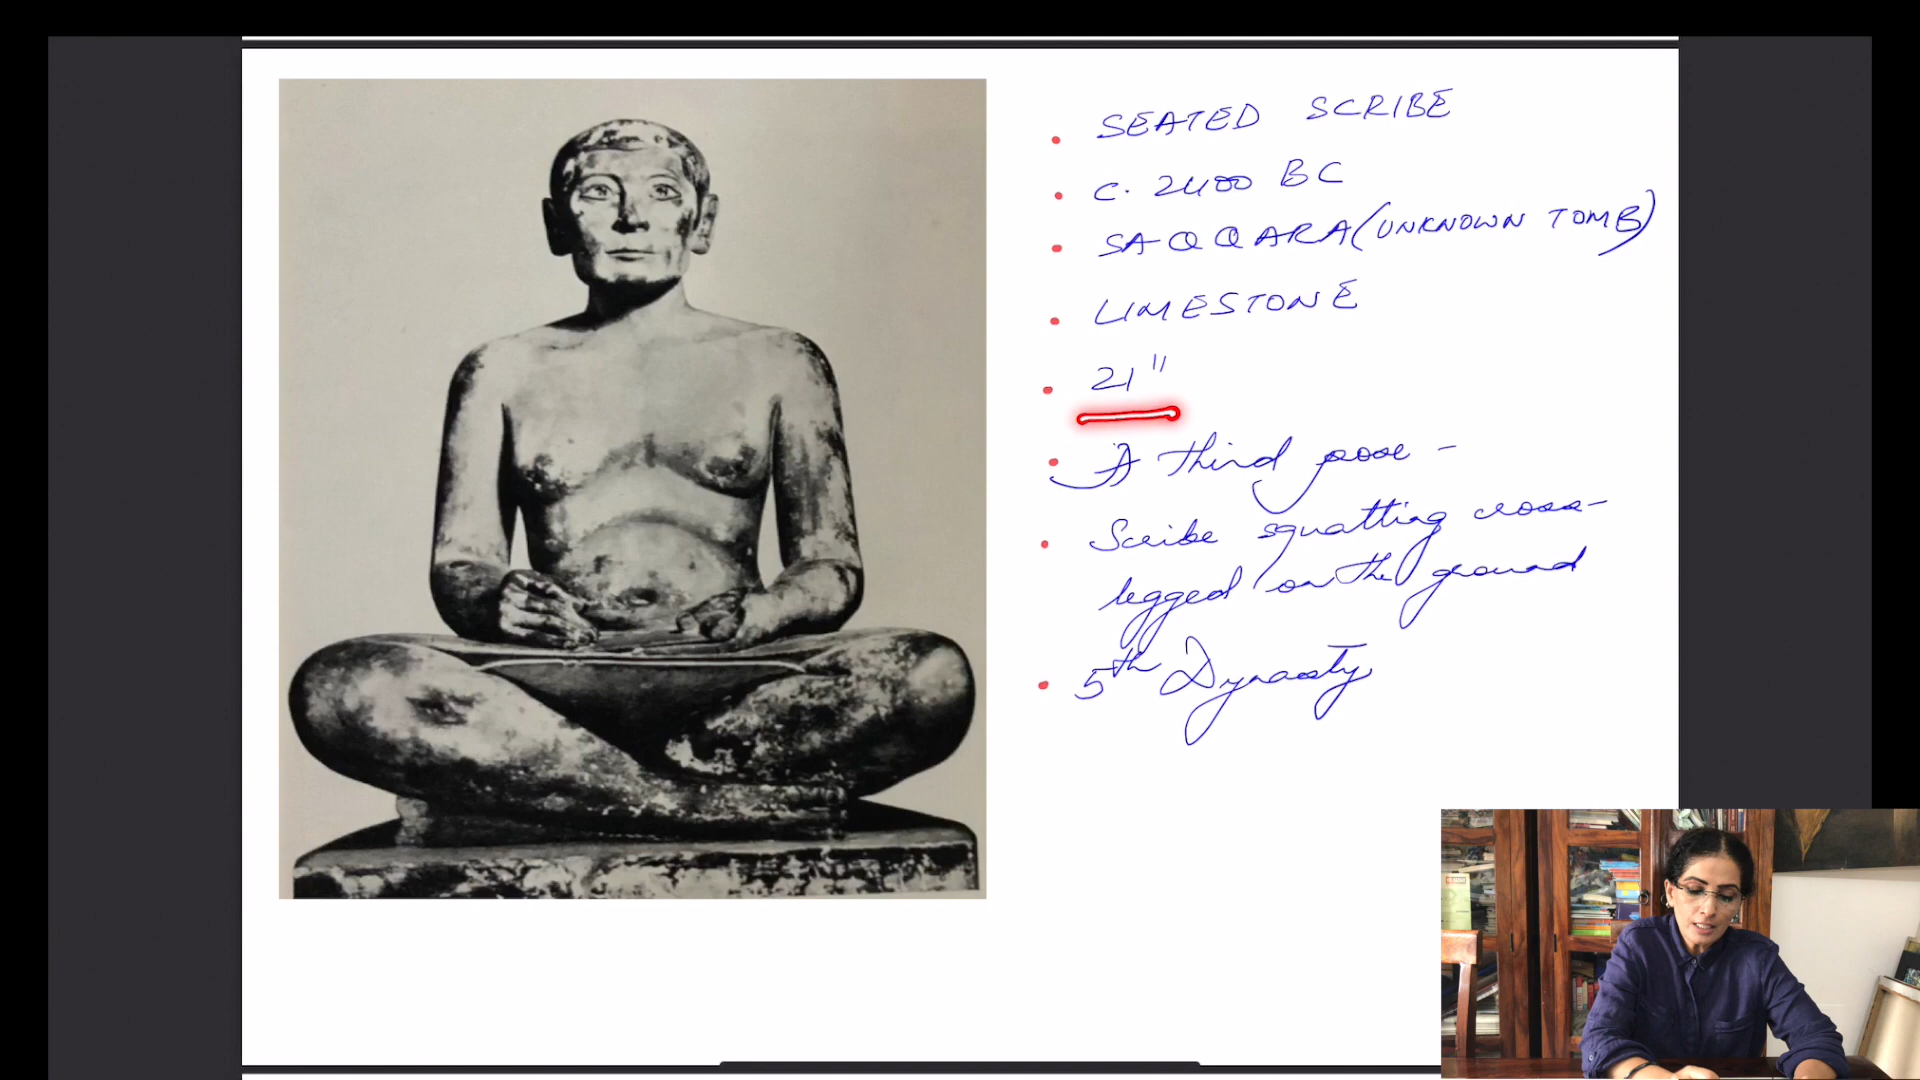 SEATED SCRIBE
C. 2400 BC
SAQQARA (UNKNOWN TOMB)
LIMESTONE
21"
A third pose -
Scribe squatting cross-
legged on the ground
5th Dynasty